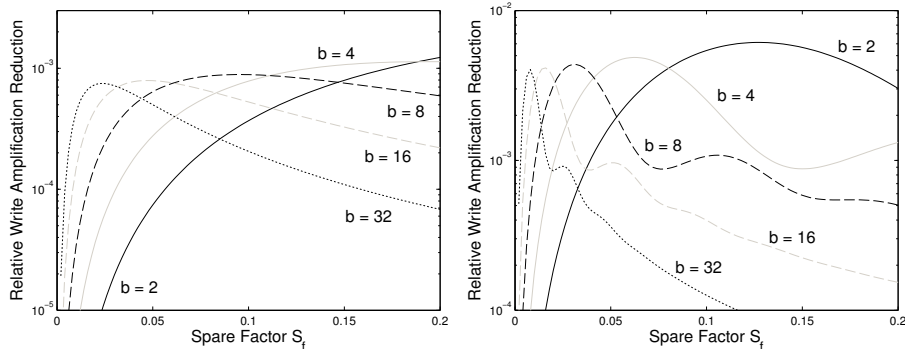 Relative Write Amplification Reduction
10⁻³
10⁻⁴
10⁻⁵
b = 4
b = 8
b = 16
b = 32
b = 2
0
0.05
0.1
0.15
0.2
Spare Factor S_f
Relative Write Amplification Reduction
10⁻²
10⁻³
10⁻⁴
b = 2
b = 4
b = 8
b = 16
b = 32
0
0.05
0.1
0.15
0.2
Spare Factor S_f